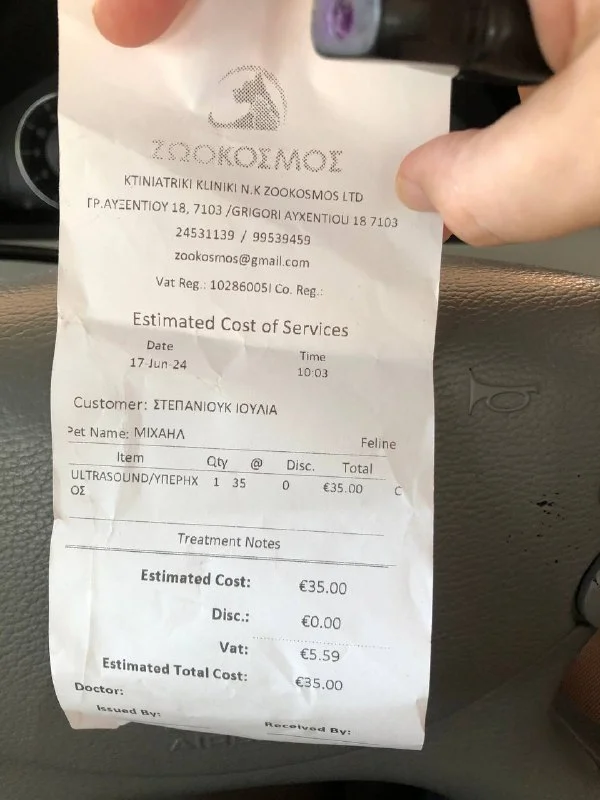 ΖΩΟΚΟΣΜΟΣ
KTINIATRIKI KLINIKI N.K ZOOKOSMOS LTD
ΓΡ.ΑΥΞΕΝΤΙΟΥ 18, 7103 /GRIGORI AYXENTIOU 18 7103
24531139 / 99539459
zookosmos@gmail.com
Vat Reg.: 10286005I Co. Reg.:
Estimated Cost of Services
Date Time
17-Jun-24 10:03
Customer: ΣΤΕΠΑΝΙΟΥΚ ΙΟΥΛΙΑ
Pet Name: ΜΙΧΑΗΛ Feline
Item Qty @ Disc. Total
ULTRASOUND/ΥΠΕΡΗΧ 1 35 0 €35.00 C
ΟΣ
Treatment Notes
Estimated Cost: €35.00
Disc.: €0.00
Vat: €5.59
Estimated Total Cost: €35.00
Doctor:
Issued By: Received By: